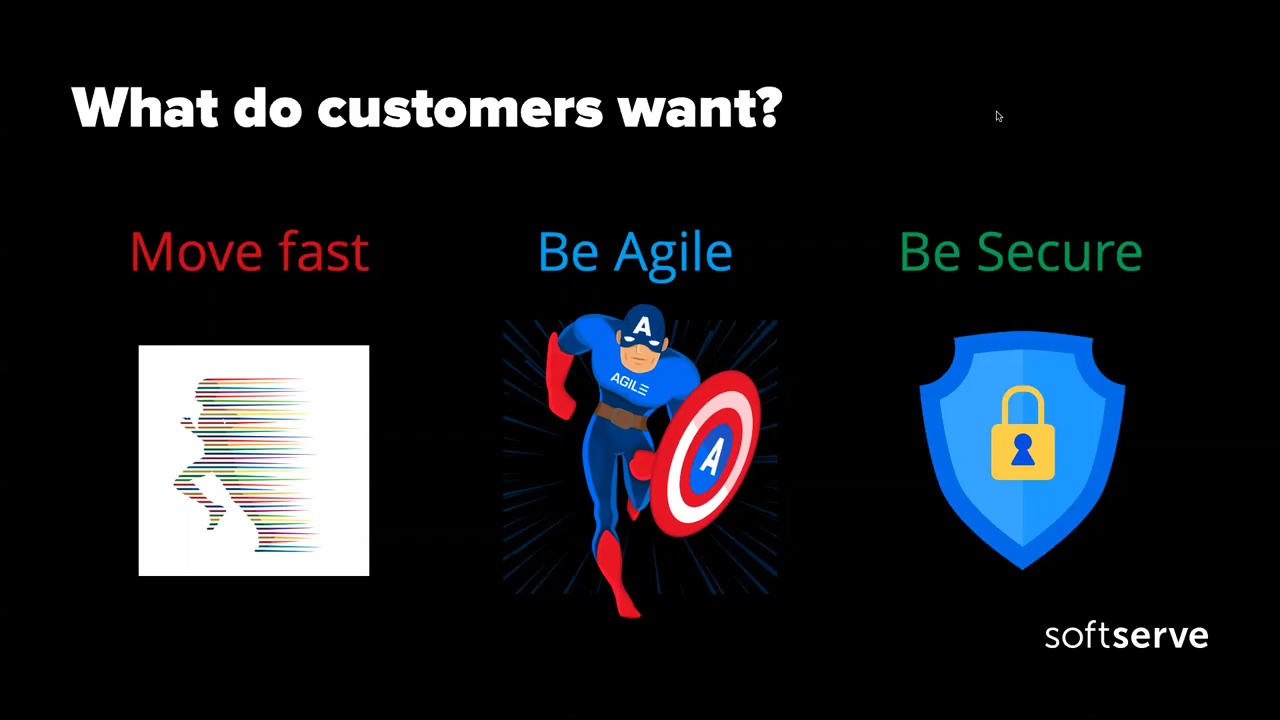 What do customers want?
Move fast
Be Agile
Be Secure
A
AGILE
A
softserve